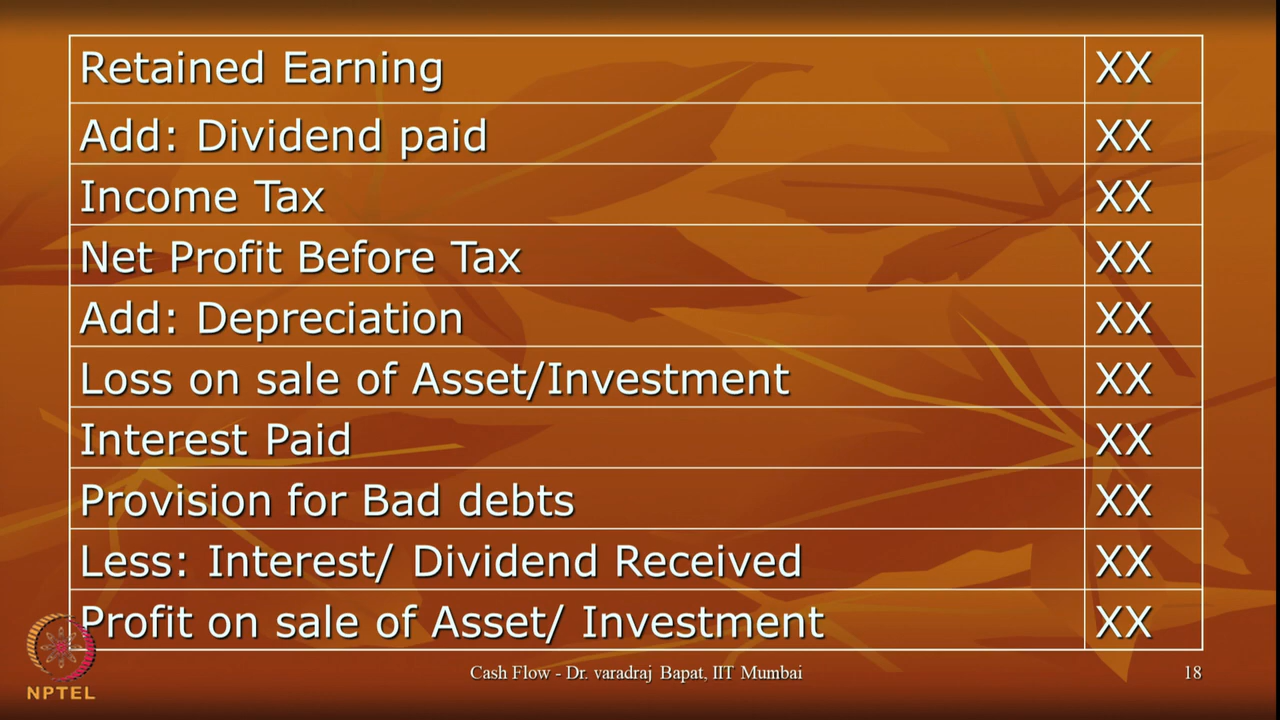 Retained Earning XX
Add: Dividend paid XX
Income Tax XX
Net Profit Before Tax XX
Add: Depreciation XX
Loss on sale of Asset/Investment XX
Interest Paid XX
Provision for Bad debts XX
Less: Interest/ Dividend Received XX
Profit on sale of Asset/ Investment XX
Cash Flow - Dr. varadraj Bapat, IIT Mumbai 18
NPTEL